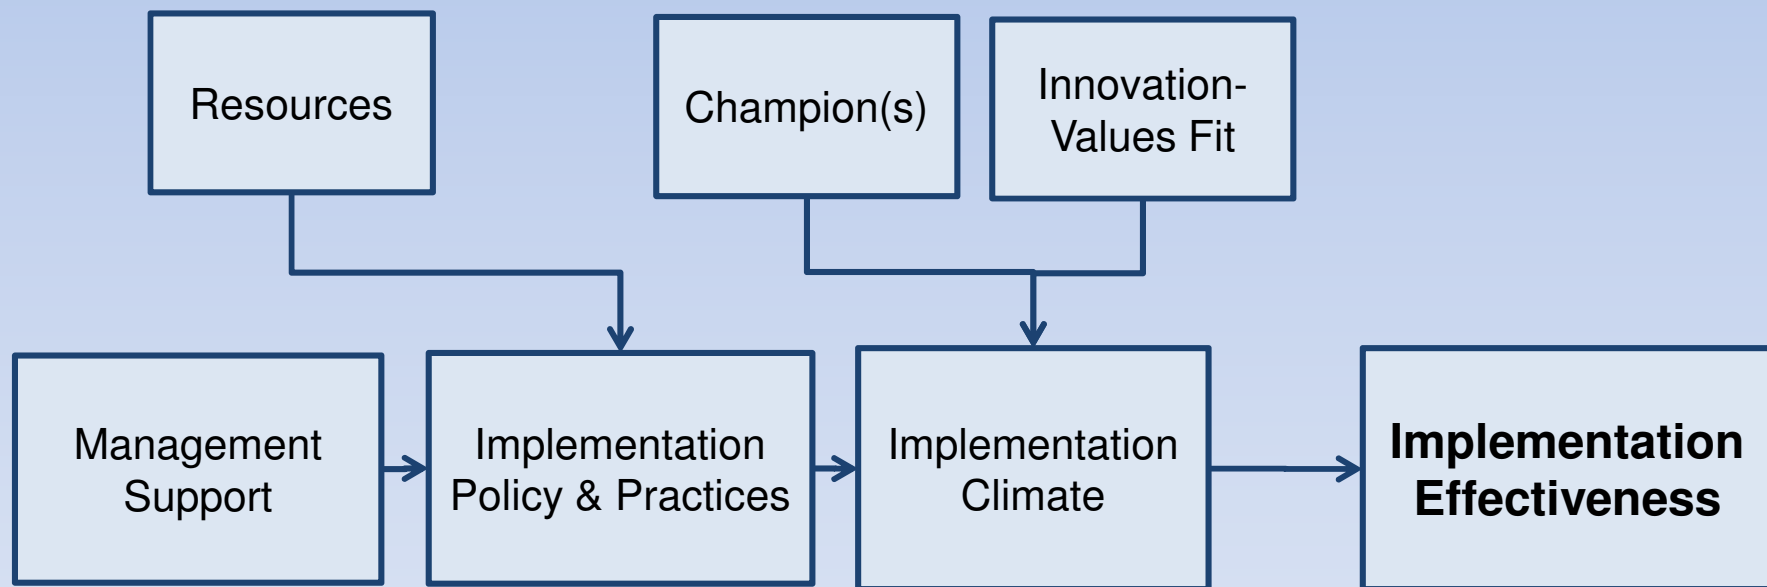 Resources
Champion(s)
Innovation-
Values Fit
Management
Support
Implementation
Policy & Practices
Implementation
Climate
Implementation
Effectiveness